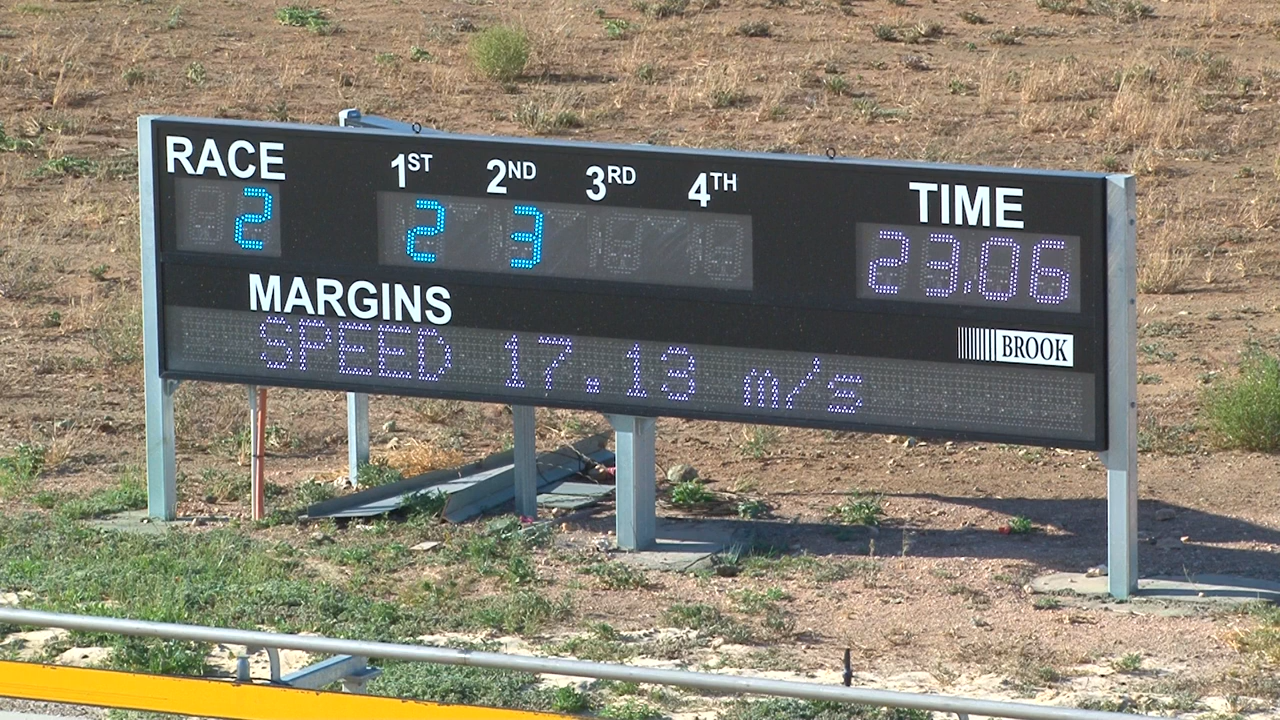 RACE 1ST 2ND 3RD 4TH TIME
2 2 3 23.06
MARGINS
BROOK
SPEED 17.13 m/s